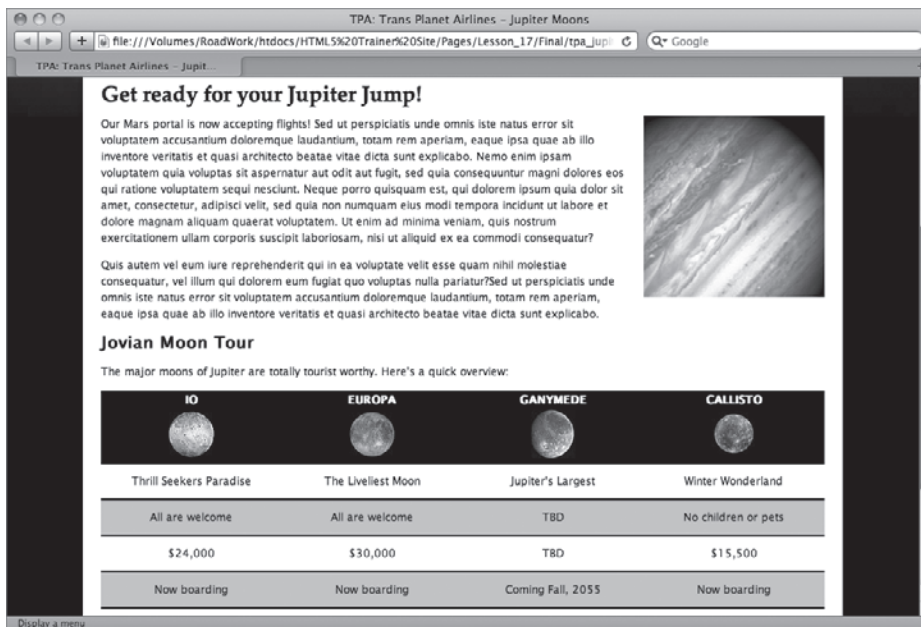 TPA: Trans Planet Airlines – Jupiter Moons
file:///Volumes/RoadWork/htdocs/HTML5%20Trainer%20Site/Pages/Lesson_17/Final/tpa_jupi
Google
TPA: Trans Planet Airlines – Jupit...
Get ready for your Jupiter Jump!
Our Mars portal is now accepting flights! Sed ut perspiciatis unde omnis iste natus error sit
voluptatem accusantium doloremque laudantium, totam rem aperiam, eaque ipsa quae ab illo
inventore veritatis et quasi architecto beatae vitae dicta sunt explicabo. Nemo enim ipsam
voluptatem quia voluptas sit aspernatur aut odit aut fugit, sed quia consequuntur magni dolores eos
qui ratione voluptatem sequi nesciunt. Neque porro quisquam est, qui dolorem ipsum quia dolor sit
amet, consectetur, adipisci velit, sed quia non numquam eius modi tempora incidunt ut labore et
dolore magnam aliquam quaerat voluptatem. Ut enim ad minima veniam, quis nostrum
exercitationem ullam corporis suscipit laboriosam, nisi ut aliquid ex ea commodi consequatur?
Quis autem vel eum iure reprehenderit qui in ea voluptate velit esse quam nihil molestiae
consequatur, vel illum qui dolorem eum fugiat quo voluptas nulla pariatur?Sed ut perspiciatis unde
omnis iste natus error sit voluptatem accusantium doloremque laudantium, totam rem aperiam,
eaque ipsa quae ab illo inventore veritatis et quasi architecto beatae vitae dicta sunt explicabo.
Jovian Moon Tour
The major moons of Jupiter are totally tourist worthy. Here's a quick overview:
IO EUROPA GANYMEDE CALLISTO
Thrill Seekers Paradise The Liveliest Moon Jupiter's Largest Winter Wonderland
All are welcome All are welcome TBD No children or pets
$24,000 $30,000 TBD $15,500
Now boarding Now boarding Coming Fall, 2055 Now boarding
Display a menu